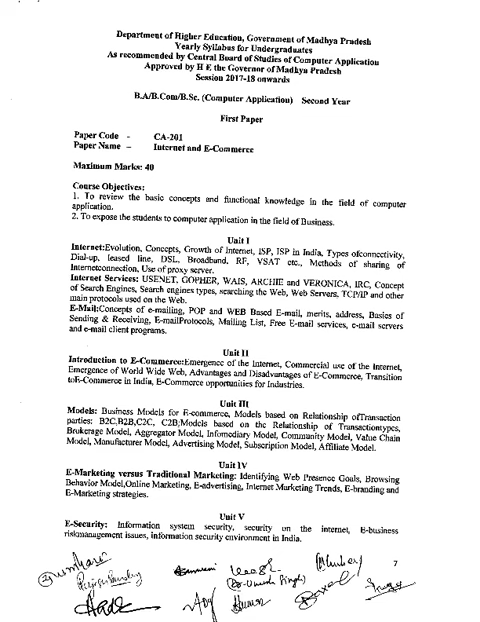 Department of Higher Education, Government of Madhya Pradesh
Yearly Syllabus for Undergraduates
As recommended by Central Board of Studies of Computer Application
Approved by H E the Governor of Madhya Pradesh
Session 2017-18 onwards
B.A/B.Com/B.Sc. (Computer Application) Second Year
First Paper
Paper Code - CA-201
Paper Name – Internet and E-Commerce
Maximum Marks: 40
Course Objectives:
1. To review the basic concepts and functional knowledge in the field of computer
application.
2. To expose the students to computer application in the field of Business.
Unit I
Internet:Evolution, Concepts, Growth of Internet, ISP, ISP in India, Types ofconnectivity,
Dial-up, leased line, DSL, Broadband, RF, VSAT etc., Methods of sharing of
Internetconnection, Use of proxy server.
Internet Services: USENET, GOPHER, WAIS, ARCHIE and VERONICA, IRC, Concept
of Search Engines, Search engines types, searching the Web, Web Servers, TCP/IP and other
main protocols used on the Web.
E-Mail:Concepts of e-mailing, POP and WEB Based E-mail, merits, address, Basics of
Sending & Receiving, E-mailProtocols, Mailing List, Free E-mail services, e-mail servers
and e-mail client programs.
Unit II
Introduction to E-Commerce:Emergence of the Internet, Commercial use of the Internet,
Emergence of World Wide Web, Advantages and Disadvantages of E-Commerce, Transition
toE-Commerce in India, E-Commerce opportunities for Industries.
Unit III
Models: Business Models for E-commerce, Models based on Relationship ofTransaction
parties: B2C,B2B,C2C, C2B;Models based on the Relationship of Transactiontypes,
Brokerage Model, Aggregator Model, Infomediary Model, Community Model, Value Chain
Model, Manufacturer Model, Advertising Model, Subscription Model, Affiliate Model.
Unit IV
E-Marketing versus Traditional Marketing: Identifying Web Presence Goals, Browsing
Behavior Model,Online Marketing, E-advertising, Internet Marketing Trends, E-branding and
E-Marketing strategies.
Unit V
E-Security: Information system security, security on the internet, E-business
riskmanagement issues, information security environment in India.
7